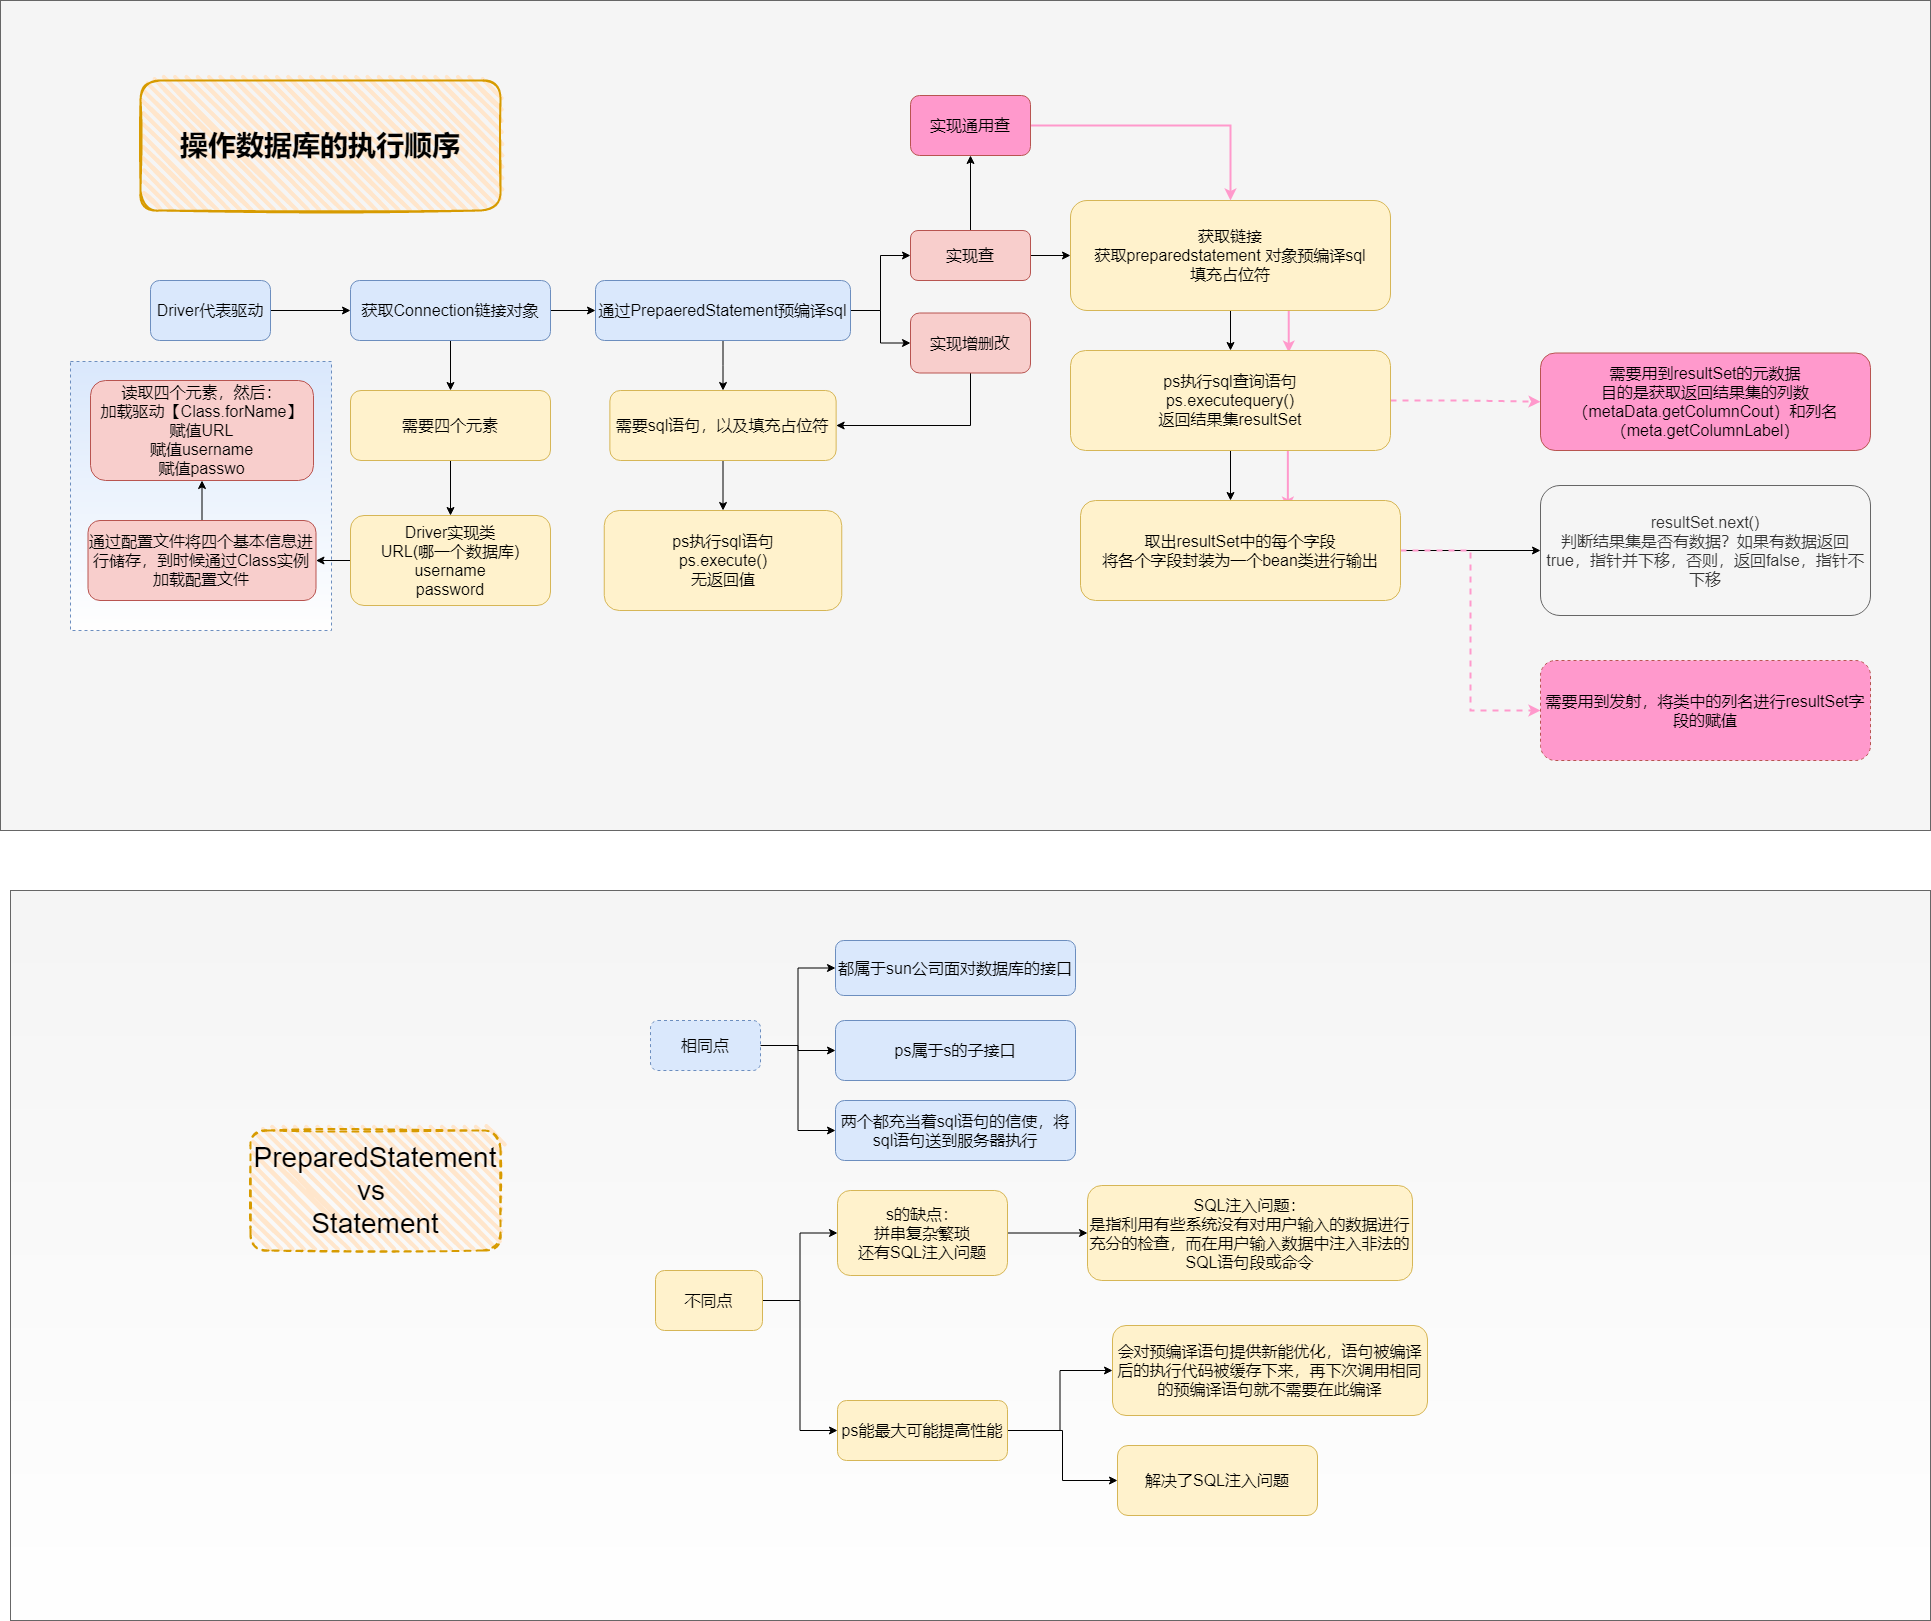 操作数据库的执行顺序
实现通用查
实现查
获取链接
获取preparedstatement 对象预编译sql
填充占位符
Driver代表驱动
获取Connection链接对象
通过PrepaeredStatement预编译sql
实现增删改
读取四个元素，然后：
加载驱动【Class.forName】
赋值URL
赋值username
赋值passwo
需要四个元素
需要sql语句，以及填充占位符
ps执行sql查询语句
ps.executequery()
返回结果集resultSet
需要用到resultSet的元数据
目的是获取返回结果集的列数
（metaData.getColumnCout）和列名
（meta.getColumnLabel）
通过配置文件将四个基本信息进
行储存，到时候通过Class实例
加载配置文件
Driver实现类
URL(哪一个数据库)
username
password
ps执行sql语句
ps.execute()
无返回值
取出resultSet中的每个字段
将各个字段封装为一个bean类进行输出
resultSet.next()
判断结果集是否有数据？如果有数据返回
true，指针并下移，否则，返回false，指针不
下移
需要用到发射，将类中的列名进行resultSet字
段的赋值
PreparedStatement
vs
Statement
相同点
都属于sun公司面对数据库的接口
ps属于s的子接口
两个都充当着sql语句的信使，将
sql语句送到服务器执行
不同点
s的缺点：
拼串复杂繁琐
还有SQL注入问题
SQL注入问题：
是指利用有些系统没有对用户输入的数据进行
充分的检查，而在用户输入数据中注入非法的
SQL语句段或命令
ps能最大可能提高性能
会对预编译语句提供新能优化，语句被编译
后的执行代码被缓存下来，再下次调用相同
的预编译语句就不需要在此编译
解决了SQL注入问题